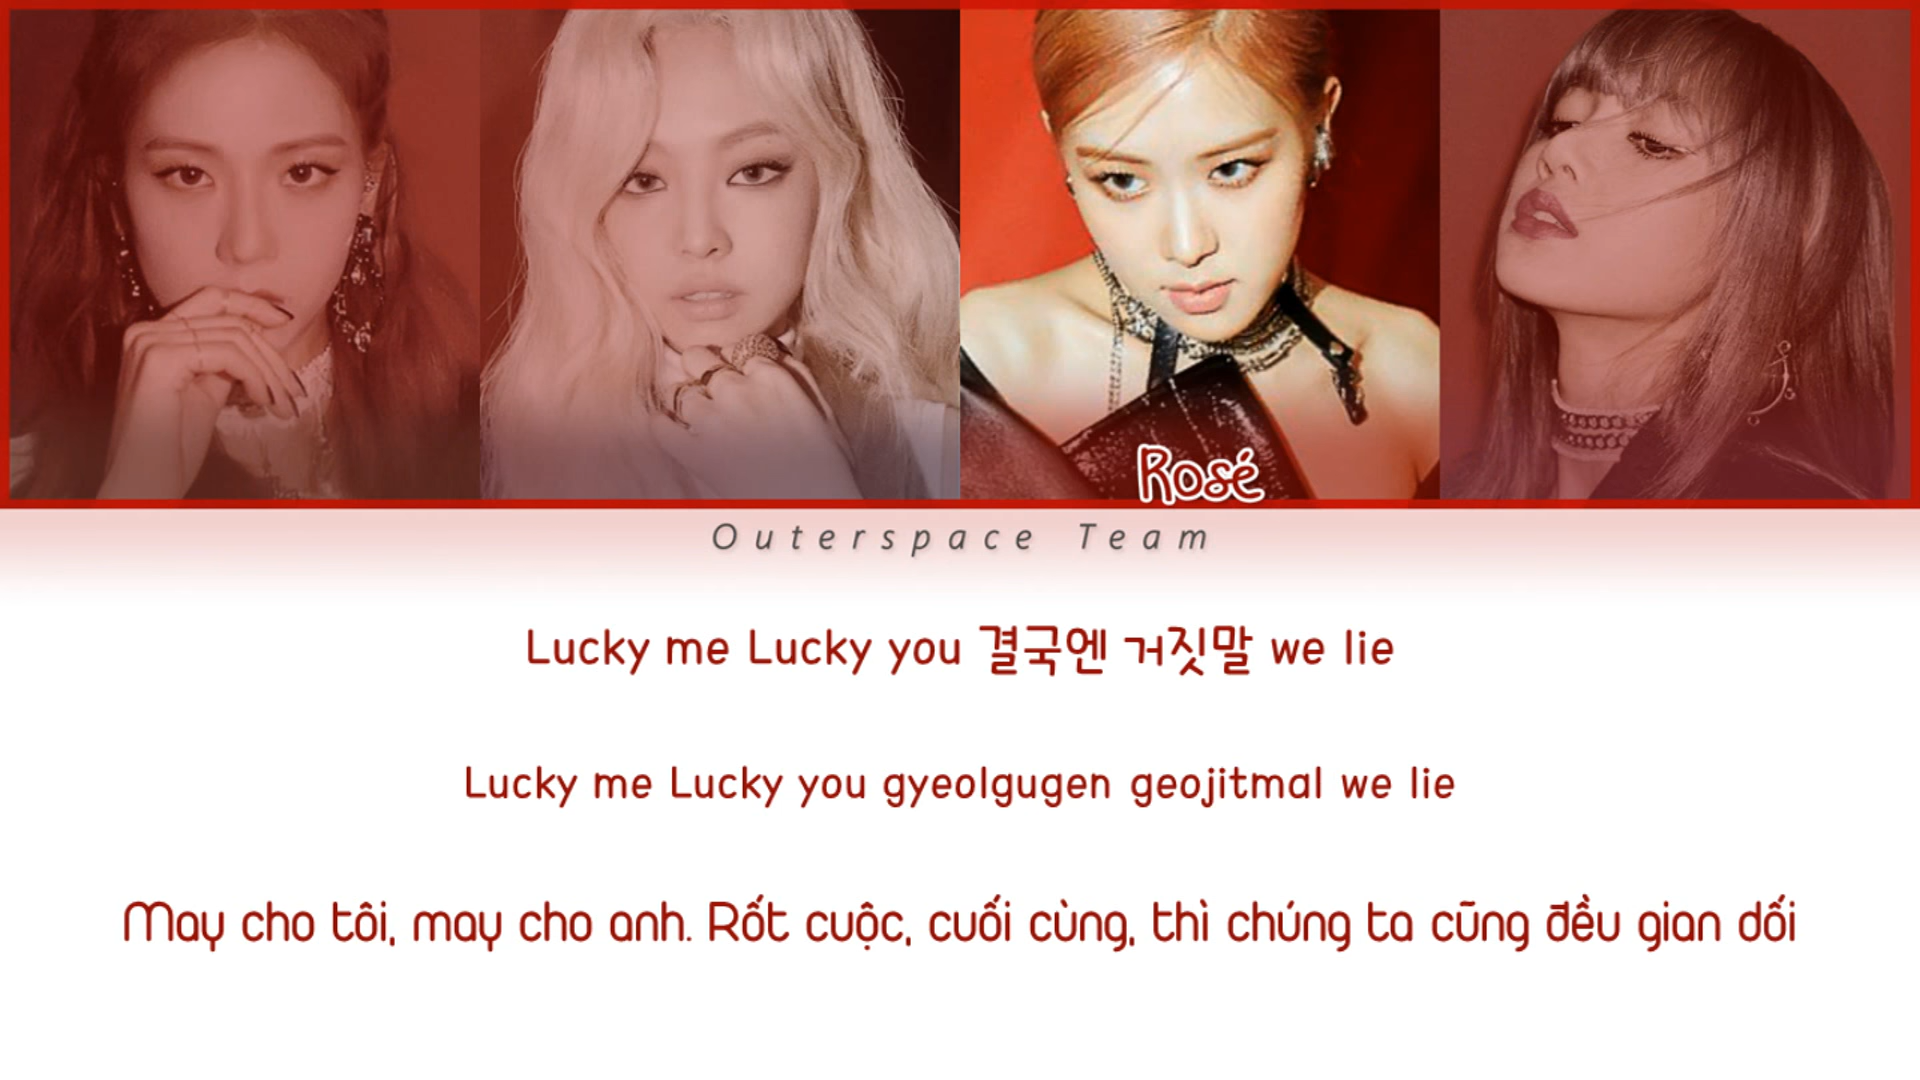 Rosé
Outerspace Team
Lucky me Lucky you 결국엔 거짓말 we lie
Lucky me Lucky you gyeolgugen geojitmal we lie
May cho tôi, may cho anh. Rốt cuộc, cuối cùng, thì chúng ta cũng đều gian dối